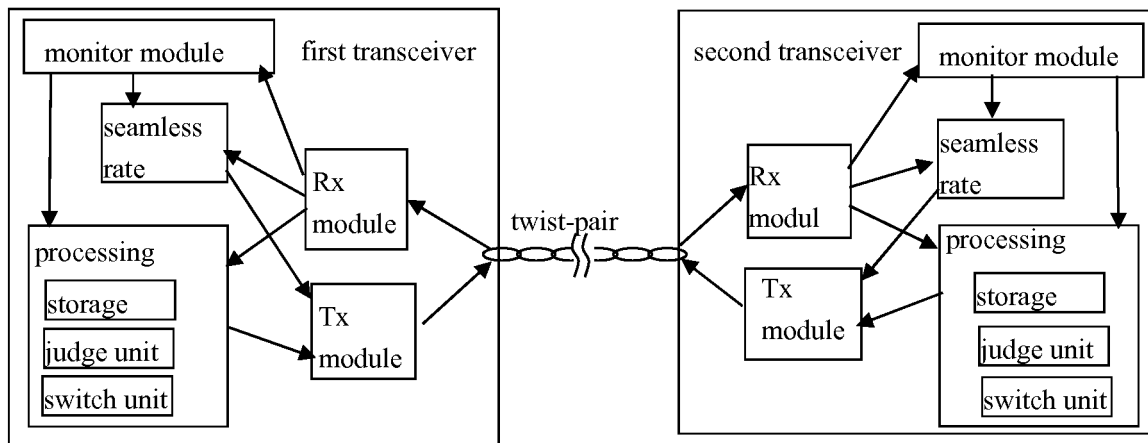 monitor module
first transceiver
seamless
rate
Rx
module
processing
storage
judge unit
switch unit
Tx
module
twist-pair
second transceiver
monitor module
seamless
rate
Rx
modul
processing
Tx
module
storage
judge unit
switch unit